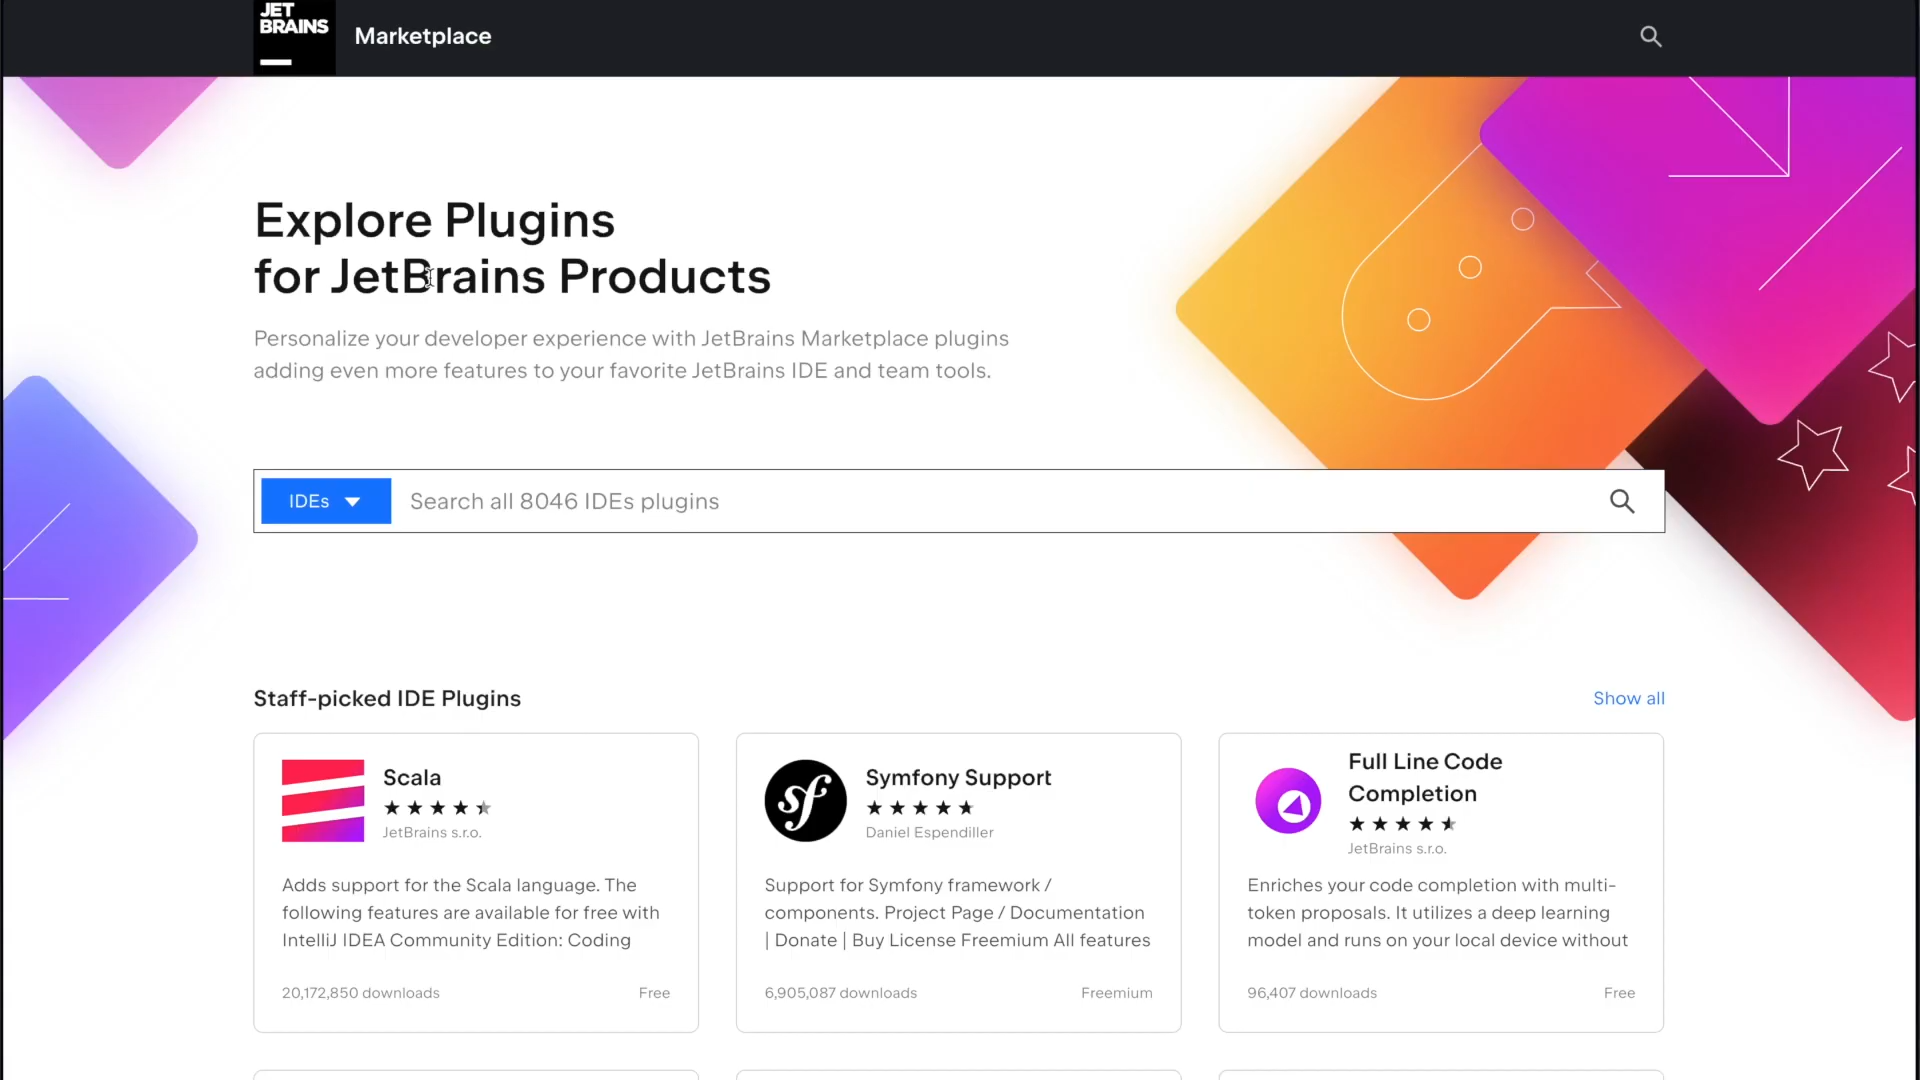 JET
BRAINS
Marketplace
Explore Plugins
for JetBrains Products
Personalize your developer experience with JetBrains Marketplace plugins
adding even more features to your favorite JetBrains IDE and team tools.
IDEs
Search all 8046 IDEs plugins
Staff-picked IDE Plugins
Show all
Scala
JetBrains s.r.o.
Adds support for the Scala language. The
following features are available for free with
IntelliJ IDEA Community Edition: Coding
20,172,850 downloads
Free
sf
Symfony Support
Daniel Espendiller
Support for Symfony framework /
components. Project Page / Documentation
| Donate | Buy License Freemium All features
6,905,087 downloads
Freemium
Full Line Code
Completion
JetBrains s.r.o.
Enriches your code completion with multi-
token proposals. It utilizes a deep learning
model and runs on your local device without
96,407 downloads
Free